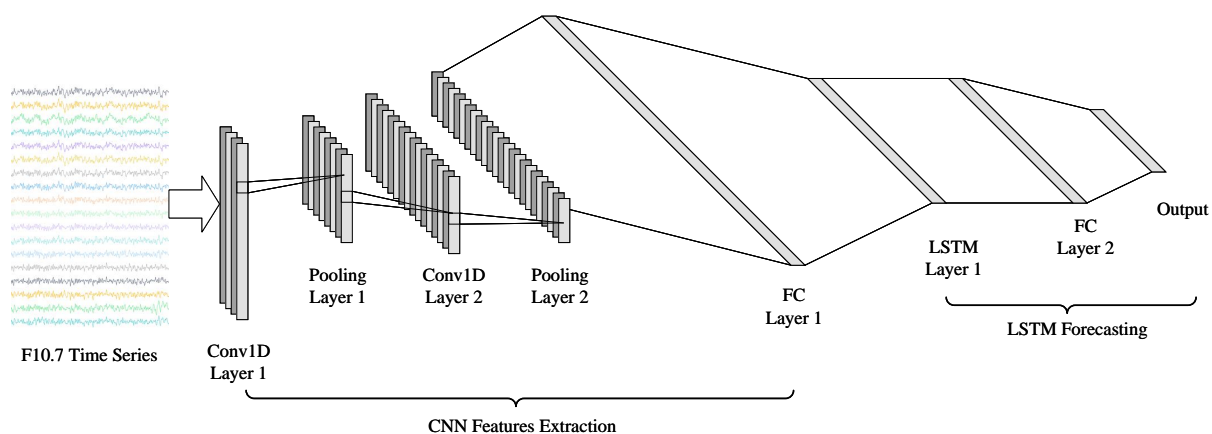 F10.7 Time Series
Conv1D
Layer 1
Pooling
Layer 1
Conv1D
Layer 2
Pooling
Layer 2
FC
Layer 1
LSTM
Layer 1
FC
Layer 2
Output
CNN Features Extraction
LSTM Forecasting